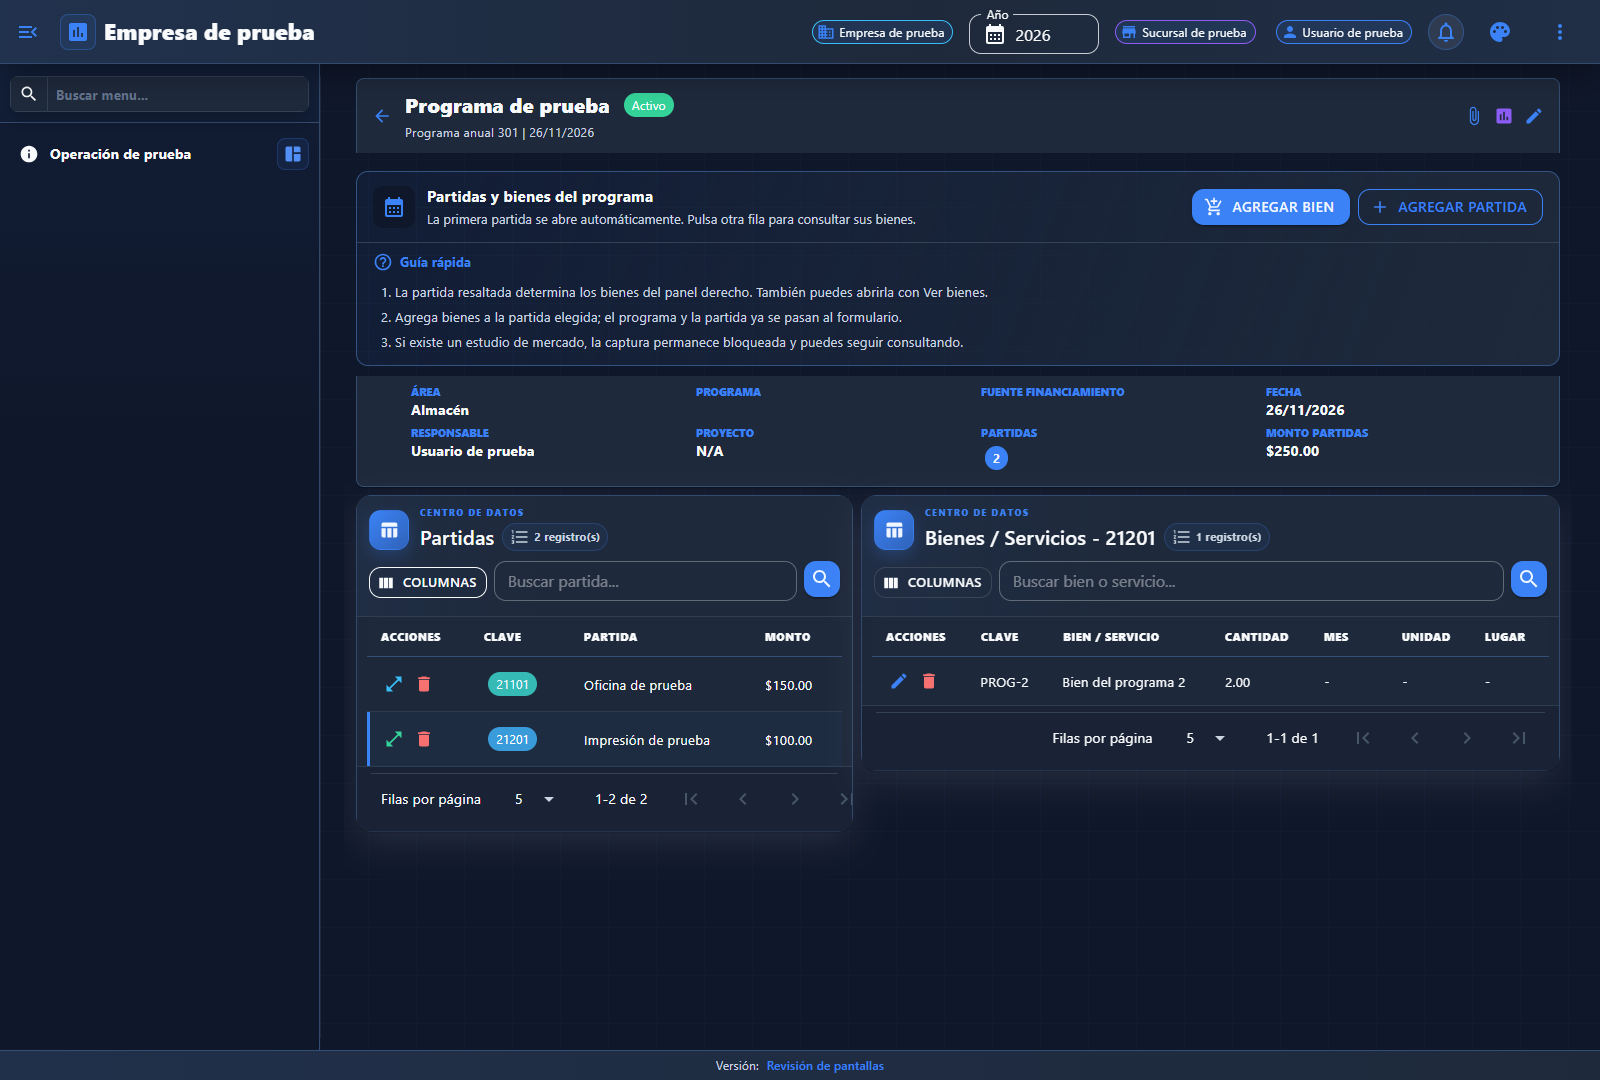 Empresa de prueba
Empresa de prueba
Año
2026
Sucursal de prueba
Usuario de prueba
Buscar menu...
Operación de prueba
Programa de prueba
Activo
Programa anual 301 | 26/11/2026
Partidas y bienes del programa
La primera partida se abre automáticamente. Pulsa otra fila para consultar sus bienes.
AGREGAR BIEN
AGREGAR PARTIDA
Guía rápida
1. La partida resaltada determina los bienes del panel derecho. También puedes abrirla con Ver bienes.
2. Agrega bienes a la partida elegida; el programa y la partida ya se pasan al formulario.
3. Si existe un estudio de mercado, la captura permanece bloqueada y puedes seguir consultando.
ÁREA
Almacén
PROGRAMA
FUENTE FINANCIAMIENTO
FECHA
26/11/2026
RESPONSABLE
Usuario de prueba
PROYECTO
N/A
PARTIDAS
2
MONTO PARTIDAS
$250.00
CENTRO DE DATOS
Partidas
2 registro(s)
COLUMNAS
Buscar partida...
ACCIONES CLAVE PARTIDA MONTO
21101 Oficina de prueba $150.00
21201 Impresión de prueba $100.00
Filas por página 5 1-2 de 2
CENTRO DE DATOS
Bienes / Servicios - 21201
1 registro(s)
COLUMNAS
Buscar bien o servicio...
ACCIONES CLAVE BIEN / SERVICIO CANTIDAD MES UNIDAD LUGAR
PROG-2 Bien del programa 2 2.00 - - -
Filas por página 5 1-1 de 1
Versión: Revisión de pantallas